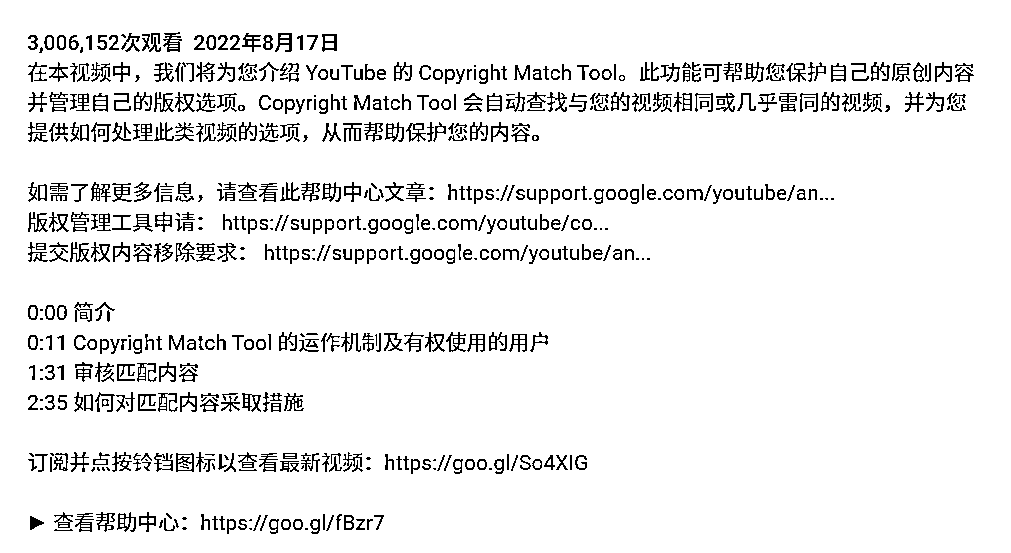 3,006,152次观看 2022年8月17日
在本视频中，我们将为您介绍 YouTube 的 Copyright Match Tool。此功能可帮助您保护自己的原创内容
并管理自己的版权选项。Copyright Match Tool 会自动查找与您的视频相同或几乎雷同的视频，并为您
提供如何处理此类视频的选项，从而帮助保护您的内容。
如需了解更多信息，请查看此帮助中心文章：https://support.google.com/youtube/an...
版权管理工具申请： https://support.google.com/youtube/co...
提交版权内容移除要求： https://support.google.com/youtube/an...
0:00 简介
0:11 Copyright Match Tool 的运作机制及有权使用的用户
1:31 审核匹配内容
2:35 如何对匹配内容采取措施
订阅并点按铃铛图标以查看最新视频：https://goo.gl/So4XIG
► 查看帮助中心：https://goo.gl/fBzr7